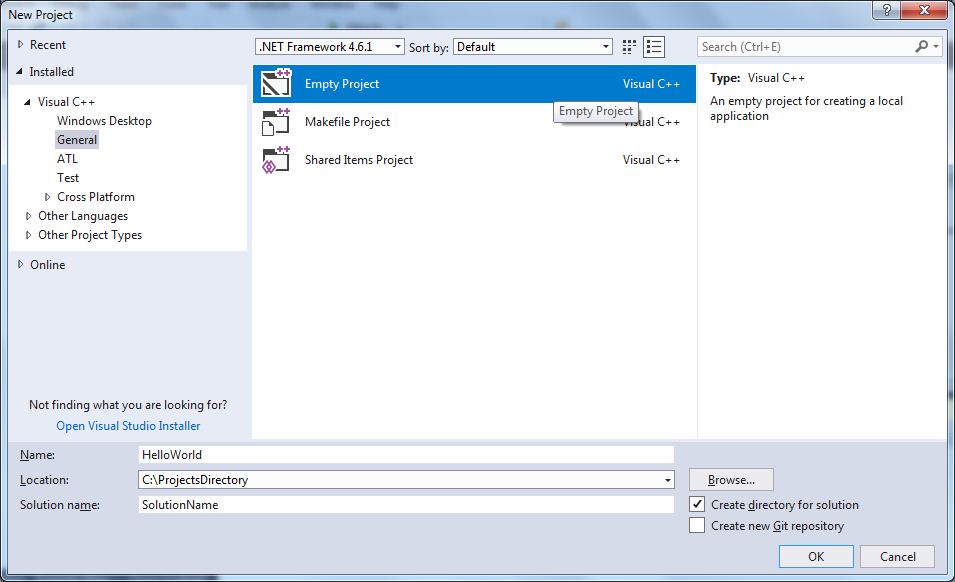 New Project
?
Recent
.NET Framework 4.6.1
Sort by:
Default
Search (Ctrl+E)
Installed
Visual C++
Windows Desktop
General
ATL
Test
Cross Platform
Other Languages
Other Project Types
Online
Empty Project
Visual C++
Empty Project
Makefile Project
Visual C++
Shared Items Project
Visual C++
Type: Visual C++
An empty project for creating a local
application
Not finding what you are looking for?
Open Visual Studio Installer
Name:
HelloWorld
Location:
C:\ProjectsDirectory
Browse...
Solution name:
SolutionName
Create directory for solution
Create new Git repository
OK
Cancel